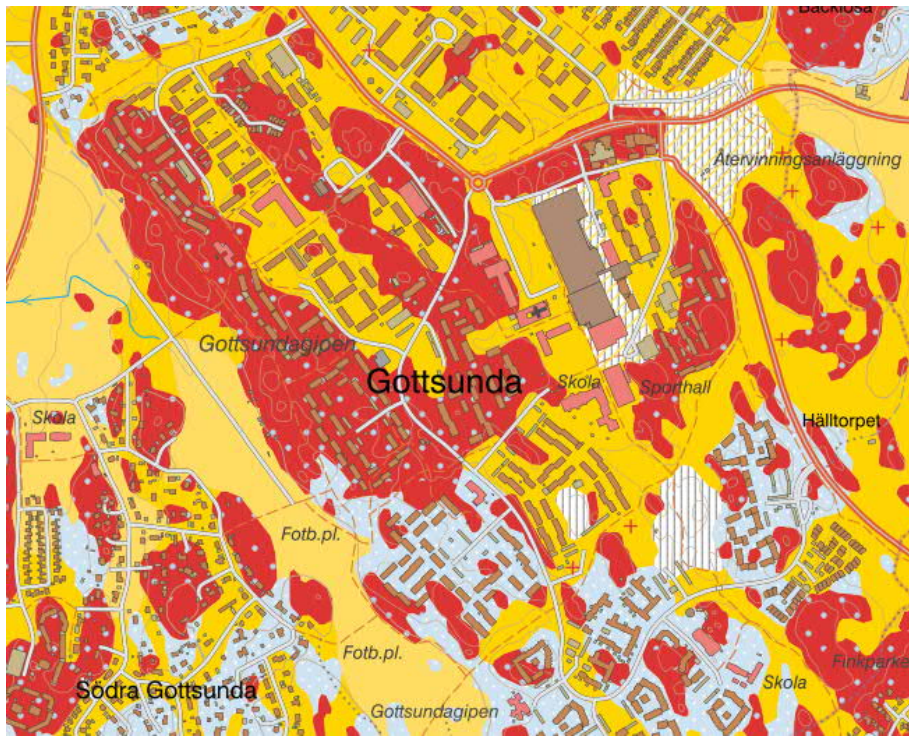 Backlösa
Återvinningsanläggning
Gottsundagipen
Gottsunda
Skola
Sporthall
Skola
Hälltorpet
Fotb.pl.
Fotb.pl.
Södra Gottsunda
Skola
Gottsundagipen